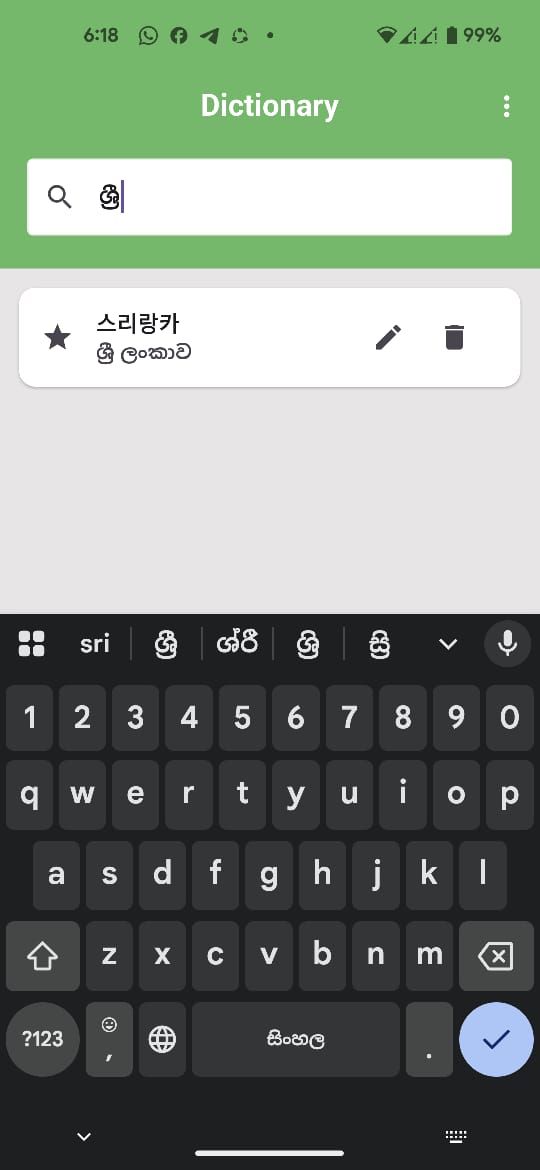 6:18 99%
Dictionary
ශ්‍රී
스리랑카
ශ්‍රී ලංකාව
sri ශ්‍රී ශ්රී ශ්‍රි ස්‍රි
1 2 3 4 5 6 7 8 9 0
q w e r t y u i o p
a s d f g h j k l
z x c v b n m
?123 , සිංහල .